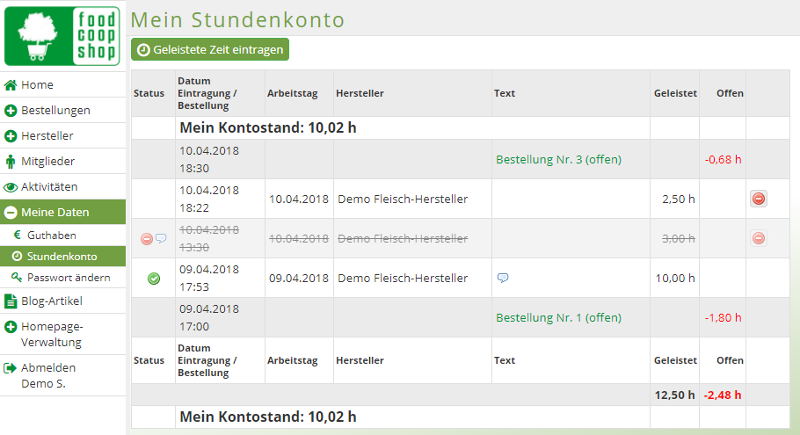 food
coop
shop
Home
Bestellungen
Hersteller
Mitglieder
Aktivitäten
Meine Daten
Guthaben
Stundenkonto
Passwort ändern
Blog-Artikel
Homepage-
Verwaltung
Abmelden
Demo S.
Mein Stundenkonto
Geleistete Zeit eintragen
Status Datum Eintragung / Bestellung Arbeitstag Hersteller Text Geleistet Offen
Mein Kontostand: 10,02 h
10.04.2018 18:30 Bestellung Nr. 3 (offen) -0,68 h
10.04.2018 18:22 10.04.2018 Demo Fleisch-Hersteller 2,50 h
10.04.2018 13:30 10.04.2018 Demo Fleisch-Hersteller 3,00 h
09.04.2018 17:53 09.04.2018 Demo Fleisch-Hersteller 10,00 h
09.04.2018 17:00 Bestellung Nr. 1 (offen) -1,80 h
Status Datum Eintragung / Bestellung Arbeitstag Hersteller Text Geleistet Offen
12,50 h -2,48 h
Mein Kontostand: 10,02 h